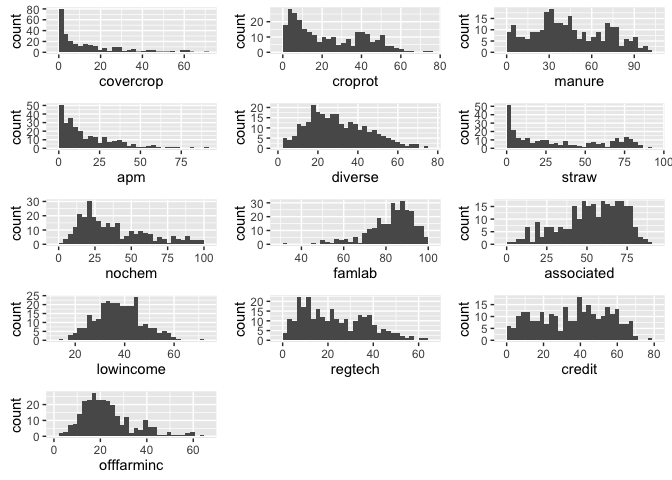 count 80 60 40 20 0
0 20 40 60
covercrop
count 20 10 0
0 20 40 60 80
croprot
count 15 10 5 0
0 30 60 90
manure
count 50 40 30 20 10 0
0 25 50 75
apm
count 20 15 10 5 0
0 20 40 60 80
diverse
count 50 40 30 20 10 0
0 25 50 75 100
straw
count 30 20 10 0
0 25 50 75 100
nochem
count 30 20 10 0
40 60 80 100
famlab
count 15 10 5 0
0 25 50 75
associated
count 25 20 15 10 5 0
20 40 60
lowincome
count 20 15 10 5 0
0 20 40 60
regtech
count 15 10 5 0
0 20 40 60 80
credit
count 20 10 0
0 20 40 60
offfarminc